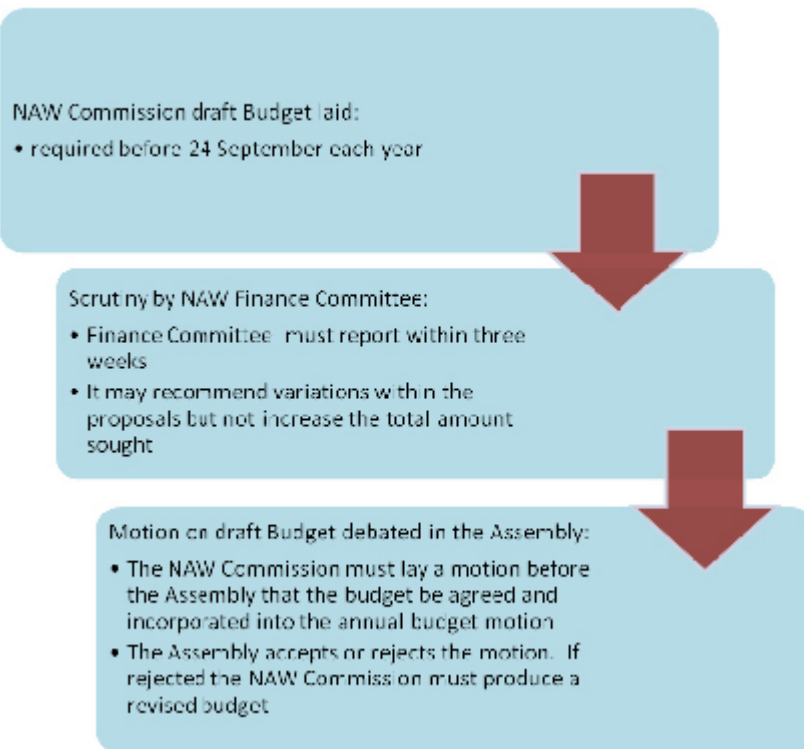 NAW Commission draft Budget laid:
• required before 24 September each year
Scrutiny by NAW Finance Committee:
• Finance Committee must report within three
weeks
• It may recommend variations within the
proposals but not increase the total amount
sought
Motion on draft Budget debated in the Assembly:
• The NAW Commission must lay a motion before
the Assembly that the budget be agreed and
incorporated into the annual budget motion
• The Assembly accepts or rejects the motion. If
rejected the NAW Commission must produce a
revised budget